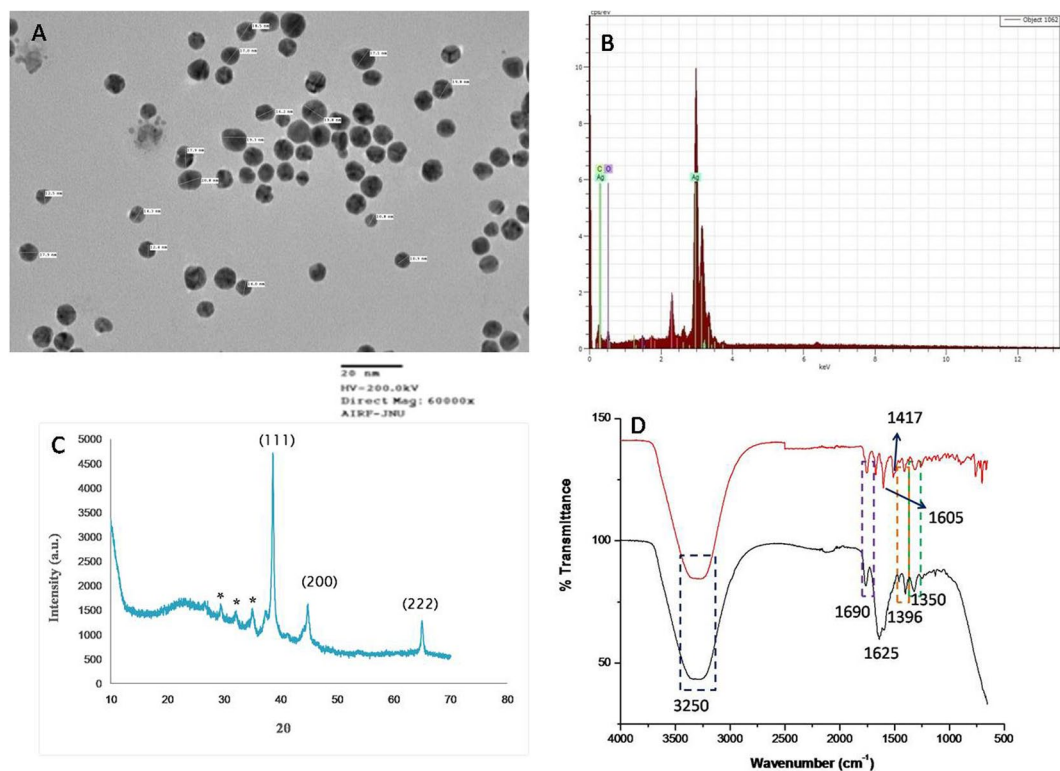 A
20 nm
HV=200.0kV
Direct Mag: 60000x
AIRF-JNU
B
cps/eV
Object 1062
10
8
6
4
2
0
C O
Ag
Ag
0 2 4 6 8 10 12
keV
C
(111)
(200)
(222)
* * *
5000
4500
4000
3500
3000
2500
2000
1500
1000
500
0
Intensity (a.u.)
10 20 30 40 50 60 70 80
2θ
D
150
100
50
% Transmittance
1417
1605
1690
1396
1350
1625
3250
4000 3500 3000 2500 2000 1500 1000 500
Wavenumber (cm⁻¹)